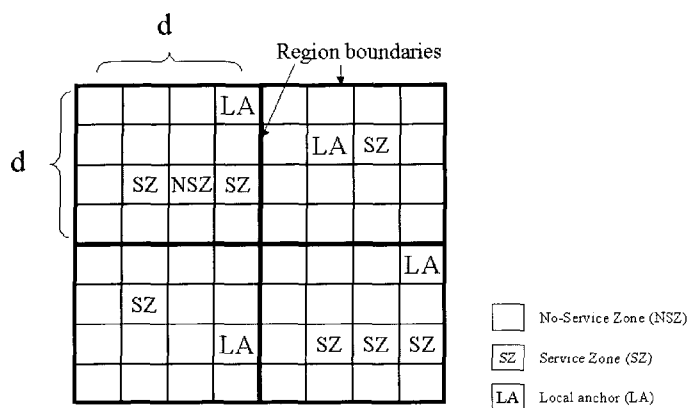 d
Region boundaries
d
LA
LA SZ
SZ NSZ SZ
LA
SZ
LA SZ SZ SZ
No-Service Zone (NSZ)
SZ Service Zone (SZ)
LA Local anchor (LA)